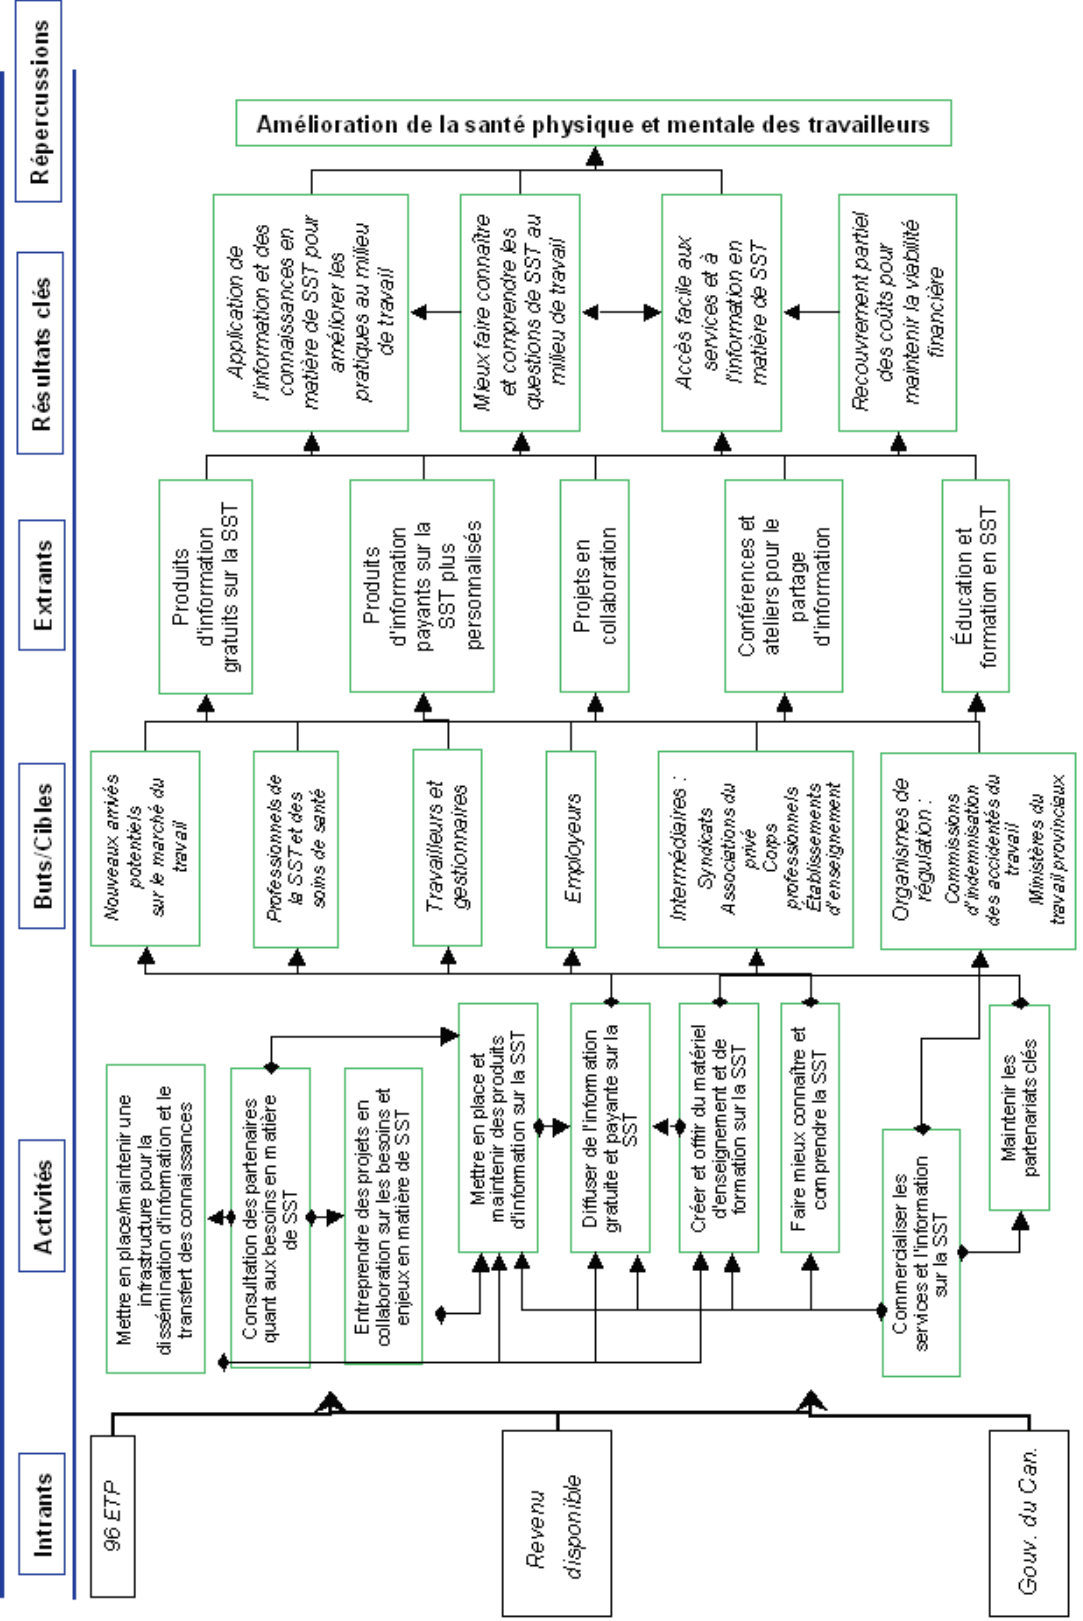 Intrants
Activités
Buts/Cibles
Extrants
Résultats clés
Répercussions
96 ETP
Revenu
disponible
Gouv. du Can.
Mettre en place/maintenir une
infrastructure pour la
dissémination d'information et le
transfert des connaissances
Consultation des partenaires
quant aux besoins en matière
de SST
Entreprendre des projets en
collaboration sur les besoins et
enjeux en matière de SST
Mettre en place et
maintenir des produits
d'information sur la SST
Diffuser de l'information
gratuite et payante sur la
SST
Créer et offrir du matériel
d'enseignement et de
formation sur la SST
Faire mieux connaître et
comprendre la SST
Commercialiser les
services et l'information
sur la SST
Maintenir les
partenariats clés
Nouveaux arrivés
potentiels
sur le marché du
travail
Professionnels de
la SST et des
soins de santé
Travailleurs et
gestionnaires
Employeurs
Intermédiaires :
Syndicats
Associations du
privé
Corps
professionnels
Établissements
d'enseignement
Organismes de
régulation :
Commissions
d'indemnisation
des accidentés du
travail
Ministères du
travail provinciaux
Produits
d'information
gratuits sur la SST
Produits
d'information
payants sur la
SST plus
personnalisés
Projets en
collaboration
Conférences et
ateliers pour le
partage
d'information
Éducation et
formation en SST
Application de
l'information et des
connaissances en
matière de SST pour
améliorer les
pratiques au milieu
de travail
Mieux faire connaître
et comprendre les
questions de SST au
milieu de travail
Accès facile aux
services et à
l'information en
matière de SST
Recouvrement partiel
des coûts pour
maintenir la viabilité
financière
Amélioration de la santé physique et mentale des travailleurs